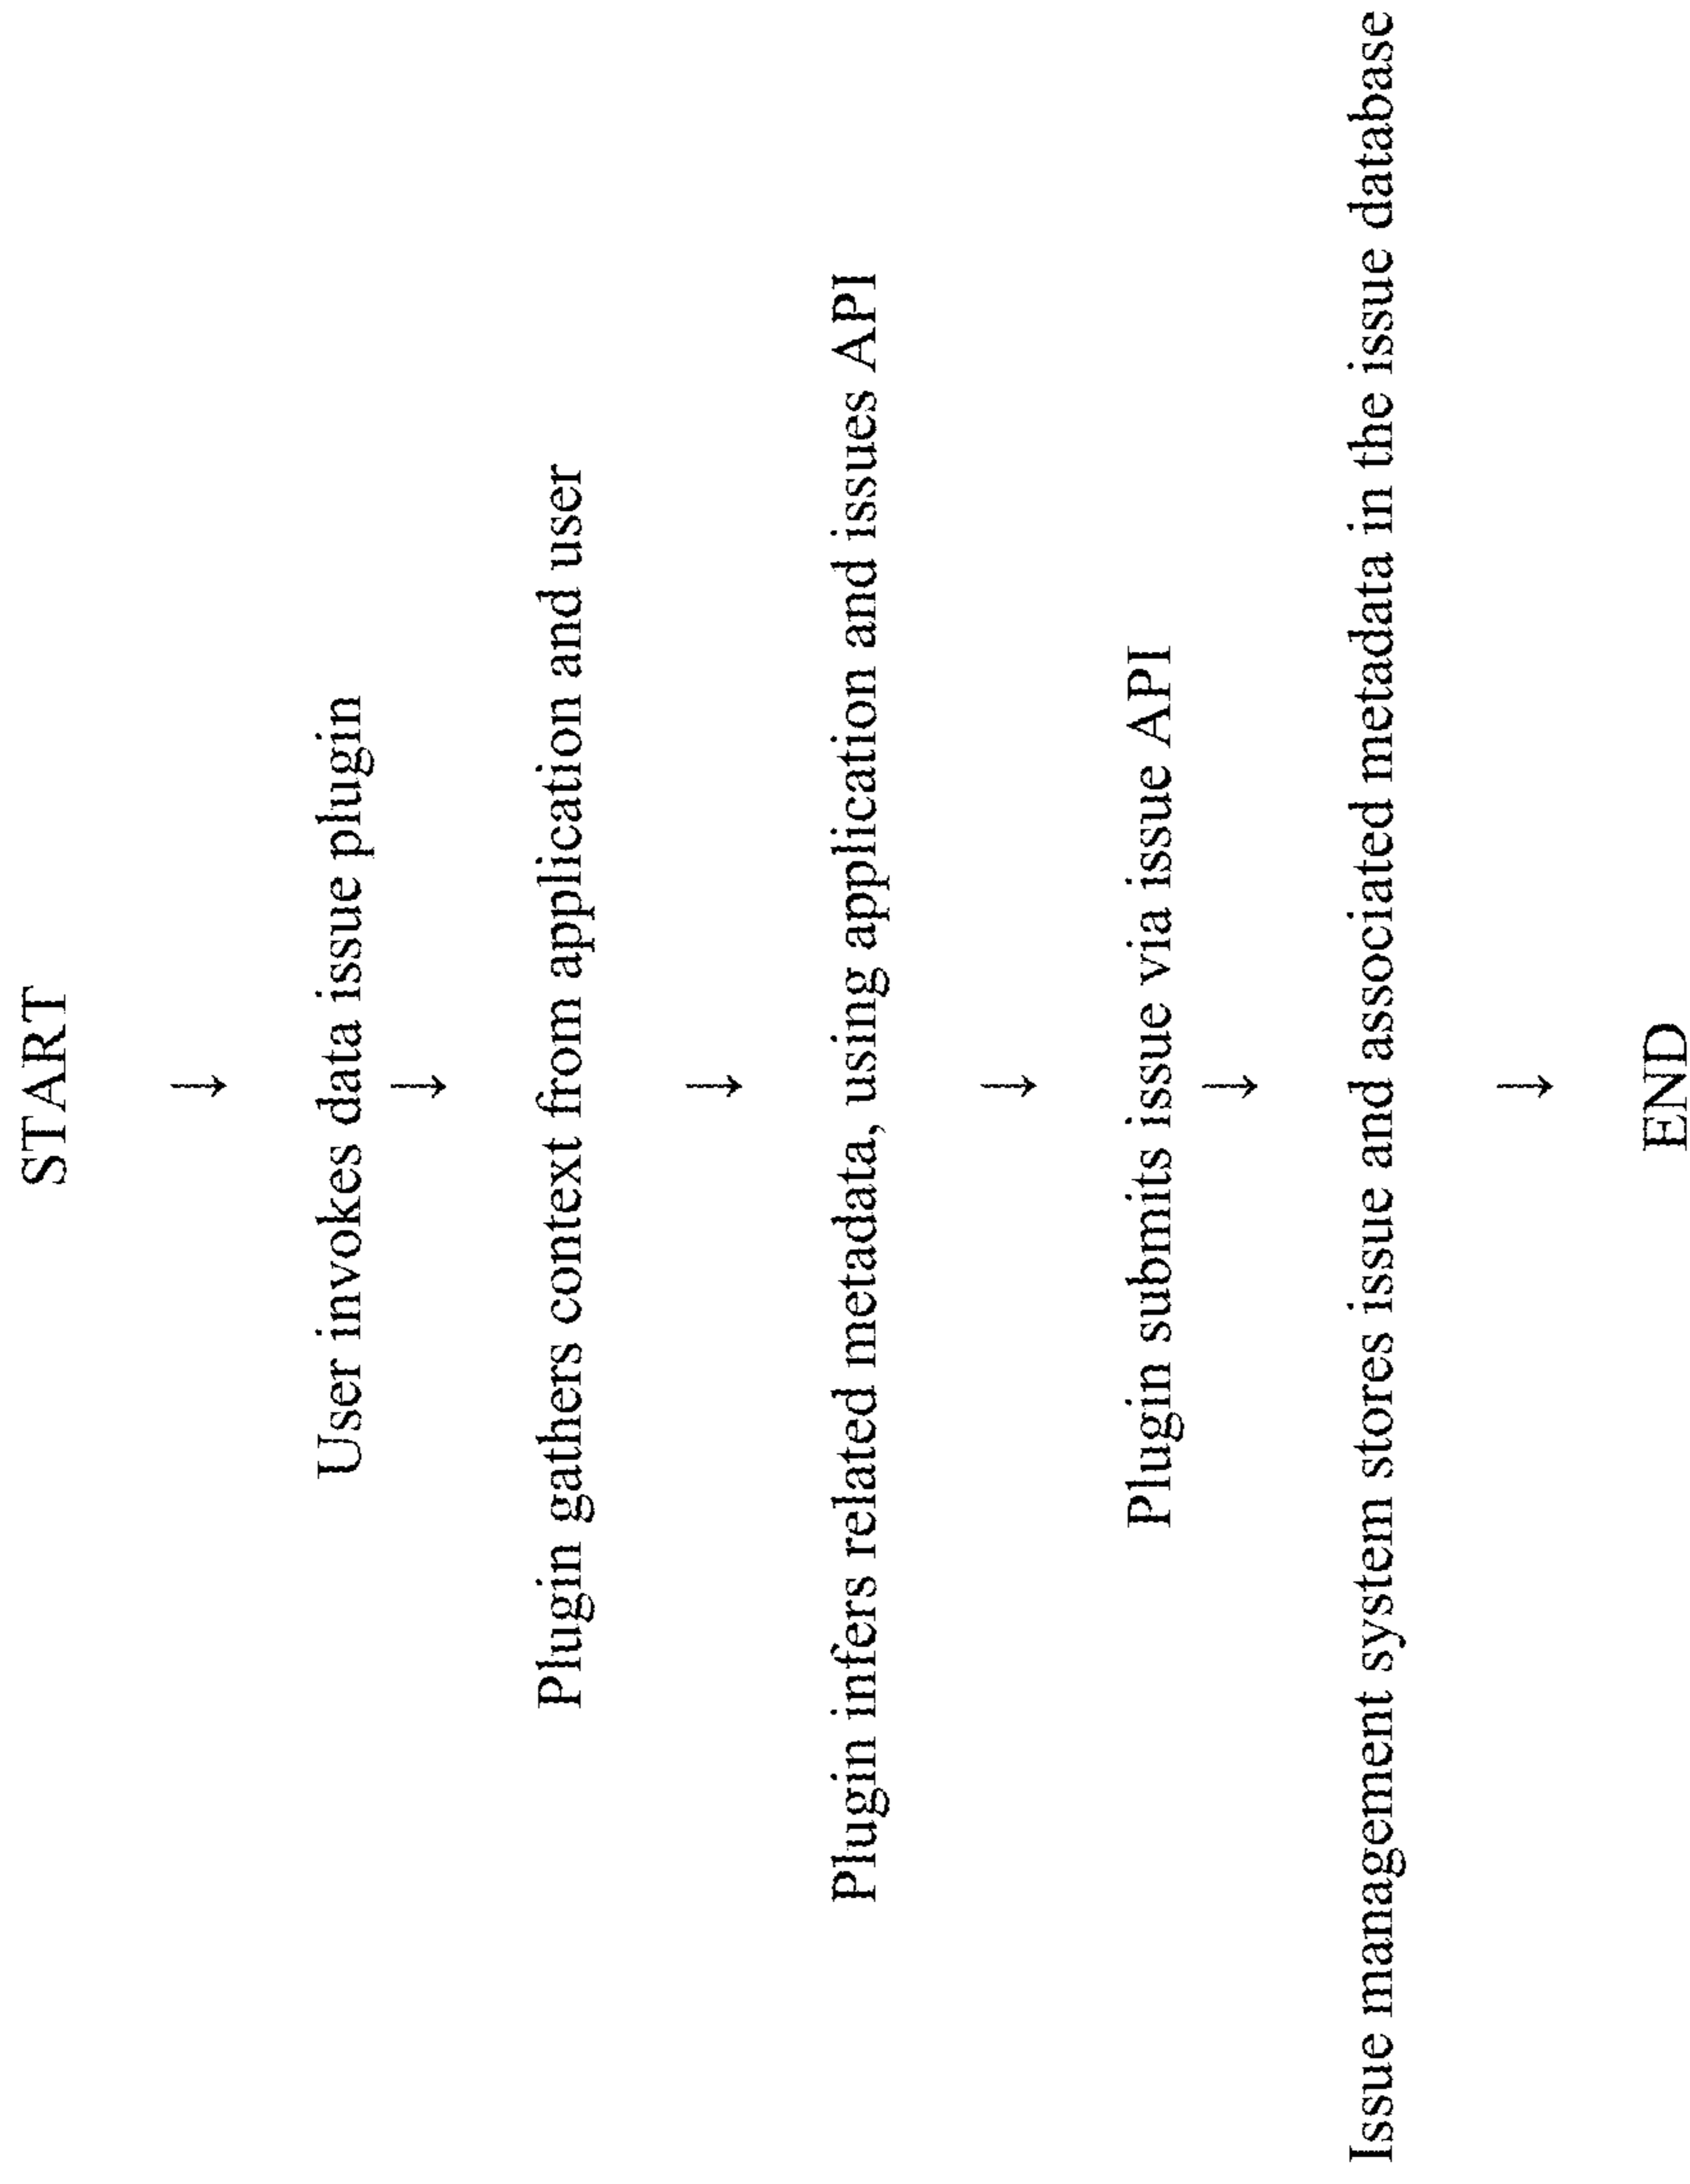 START
↓
User invokes data issue plugin
↓
Plugin gathers context from application and user
↓
Plugin infers related metadata, using application and issues API
↓
Plugin submits issue via issue API
↓
Issue management system stores issue and associated metadata in the issue database
↓
END